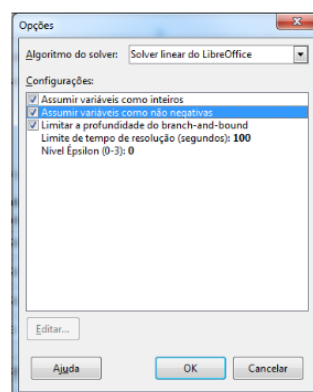 Opções
Algoritmo do solver: Solver linear do LibreOffice
Configurações:
Assumir variáveis como inteiros
Assumir variáveis como não negativas
Limitar a profundidade do branch-and-bound
Limite de tempo de resolução (segundos): 100
Nível Épsilon (0-3): 0
Editar...
Ajuda OK Cancelar